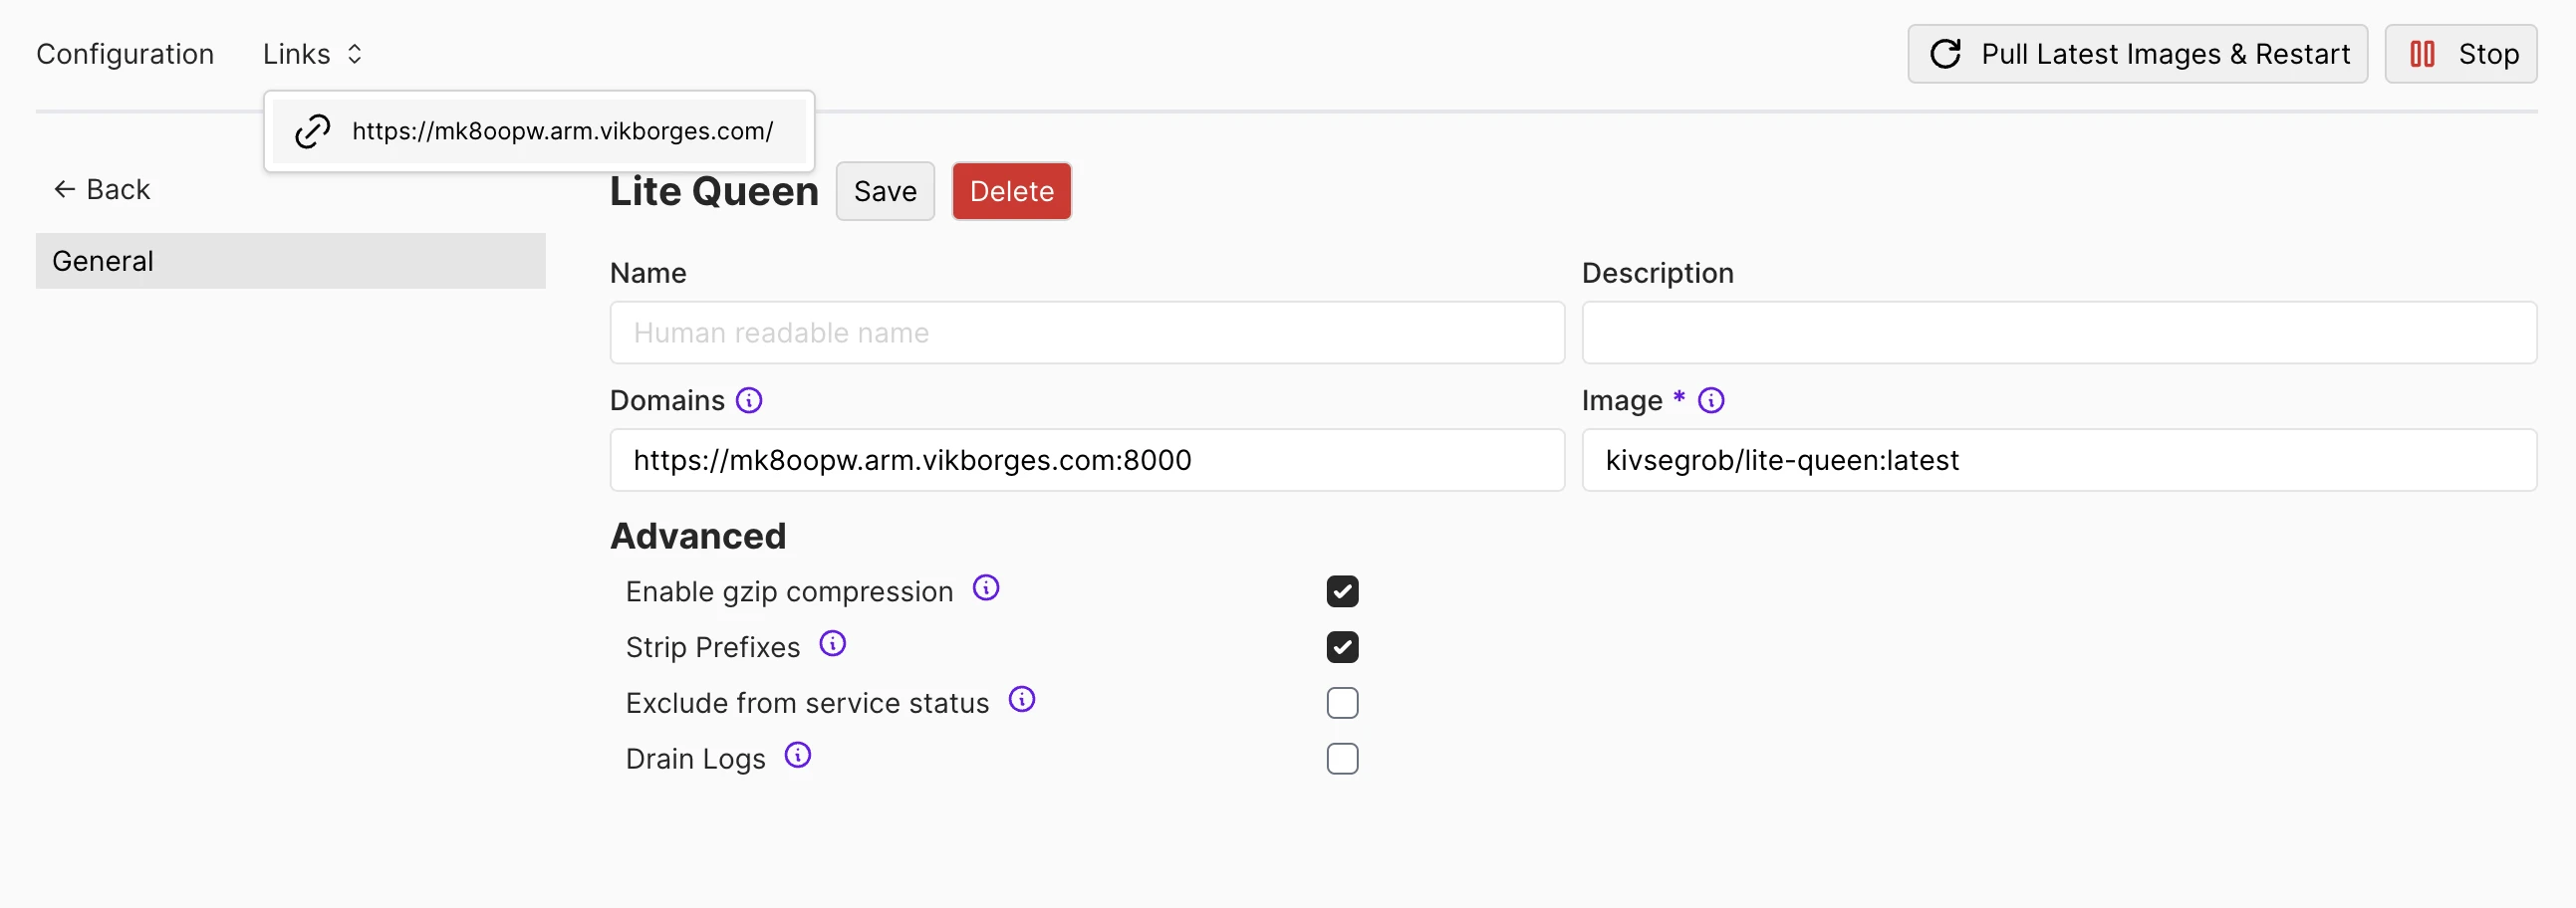 Configuration
Links
Pull Latest Images & Restart
Stop
https://mk8oopw.arm.vikborges.com/
← Back
Lite Queen
Save
Delete
General
Name
Description
Human readable name
Domains
Image *
https://mk8oopw.arm.vikborges.com:8000
kivsegrob/lite-queen:latest
Advanced
Enable gzip compression
Strip Prefixes
Exclude from service status
Drain Logs